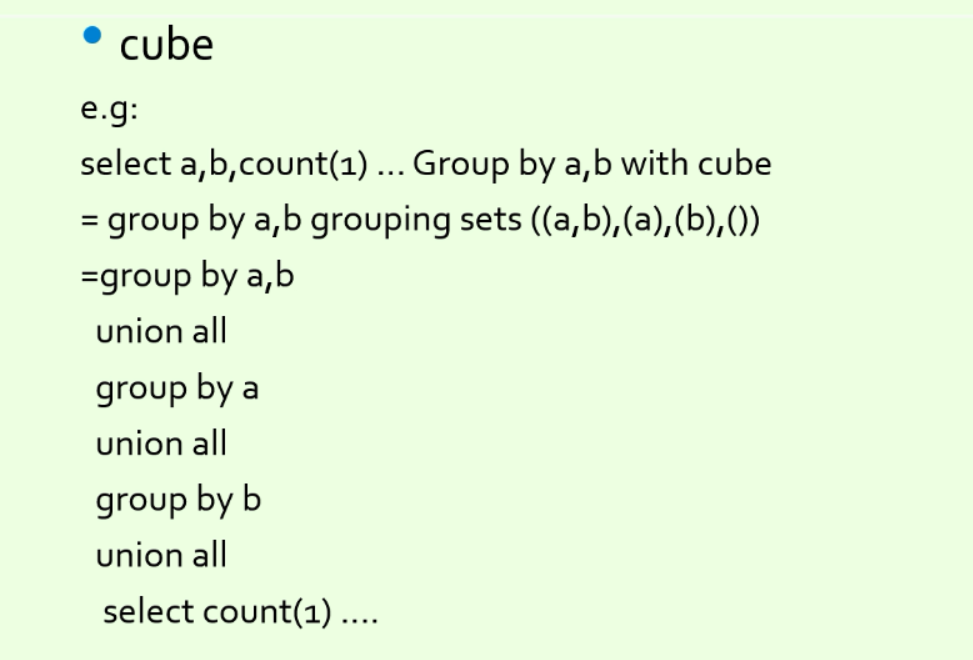 • cube
e.g:
select a,b,count(1) ... Group by a,b with cube
= group by a,b grouping sets ((a,b),(a),(b),())
=group by a,b
union all
group by a
union all
group by b
union all
select count(1) ....